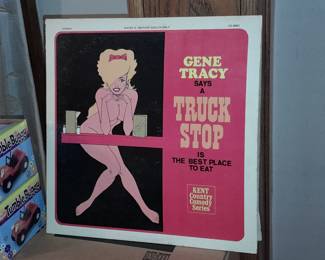 GENE
TRACY
SAYS
A
TRUCK
STOP
IS
THE BEST PLACE
TO EAT
KENT
Country
Comedy
Series